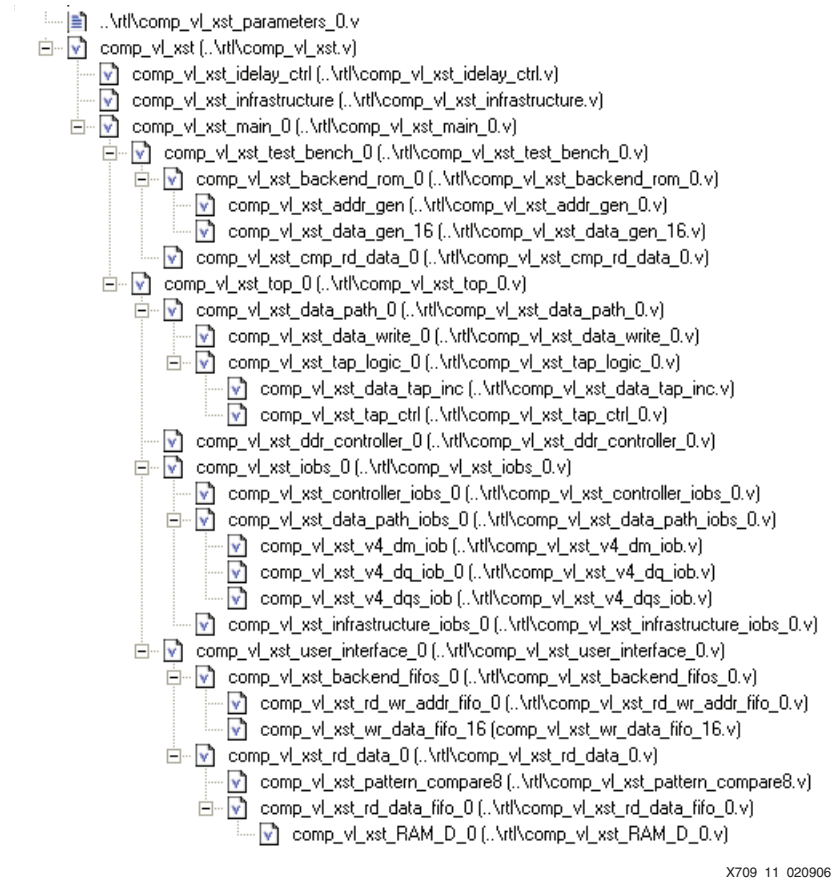 ..\rtl\comp_vl_xst_parameters_0.v
comp_vl_xst (..\rtl\comp_vl_xst.v)
comp_vl_xst_idelay_ctrl (..\rtl\comp_vl_xst_idelay_ctrl.v)
comp_vl_xst_infrastructure (..\rtl\comp_vl_xst_infrastructure.v)
comp_vl_xst_main_0 (..\rtl\comp_vl_xst_main_0.v)
comp_vl_xst_test_bench_0 (..\rtl\comp_vl_xst_test_bench_0.v)
comp_vl_xst_backend_rom_0 (..\rtl\comp_vl_xst_backend_rom_0.v)
comp_vl_xst_addr_gen (..\rtl\comp_vl_xst_addr_gen_0.v)
comp_vl_xst_data_gen_16 (..\rtl\comp_vl_xst_data_gen_16.v)
comp_vl_xst_cmp_rd_data_0 (..\rtl\comp_vl_xst_cmp_rd_data_0.v)
comp_vl_xst_top_0 (..\rtl\comp_vl_xst_top_0.v)
comp_vl_xst_data_path_0 (..\rtl\comp_vl_xst_data_path_0.v)
comp_vl_xst_data_write_0 (..\rtl\comp_vl_xst_data_write_0.v)
comp_vl_xst_tap_logic_0 (..\rtl\comp_vl_xst_tap_logic_0.v)
comp_vl_xst_data_tap_inc (..\rtl\comp_vl_xst_data_tap_inc.v)
comp_vl_xst_tap_ctrl (..\rtl\comp_vl_xst_tap_ctrl_0.v)
comp_vl_xst_ddr_controller_0 (..\rtl\comp_vl_xst_ddr_controller_0.v)
comp_vl_xst_iobs_0 (..\rtl\comp_vl_xst_iobs_0.v)
comp_vl_xst_controller_iobs_0 (..\rtl\comp_vl_xst_controller_iobs_0.v)
comp_vl_xst_data_path_iobs_0 (..\rtl\comp_vl_xst_data_path_iobs_0.v)
comp_vl_xst_v4_dm_iob (..\rtl\comp_vl_xst_v4_dm_iob.v)
comp_vl_xst_v4_dq_iob_0 (..\rtl\comp_vl_xst_v4_dq_iob.v)
comp_vl_xst_v4_dqs_iob (..\rtl\comp_vl_xst_v4_dqs_iob.v)
comp_vl_xst_infrastructure_iobs_0 (..\rtl\comp_vl_xst_infrastructure_iobs_0.v)
comp_vl_xst_user_interface_0 (..\rtl\comp_vl_xst_user_interface_0.v)
comp_vl_xst_backend_fifos_0 (..\rtl\comp_vl_xst_backend_fifos_0.v)
comp_vl_xst_rd_wr_addr_fifo_0 (..\rtl\comp_vl_xst_rd_wr_addr_fifo_0.v)
comp_vl_xst_wr_data_fifo_16 (comp_vl_xst_wr_data_fifo_16.v)
comp_vl_xst_rd_data_0 (..\rtl\comp_vl_xst_rd_data_0.v)
comp_vl_xst_pattern_compare8 (..\rtl\comp_vl_xst_pattern_compare8.v)
comp_vl_xst_rd_data_fifo_0 (..\rtl\comp_vl_xst_rd_data_fifo_0.v)
comp_vl_xst_RAM_D_0 (..\rtl\comp_vl_xst_RAM_D_0.v)
X709_11_020906